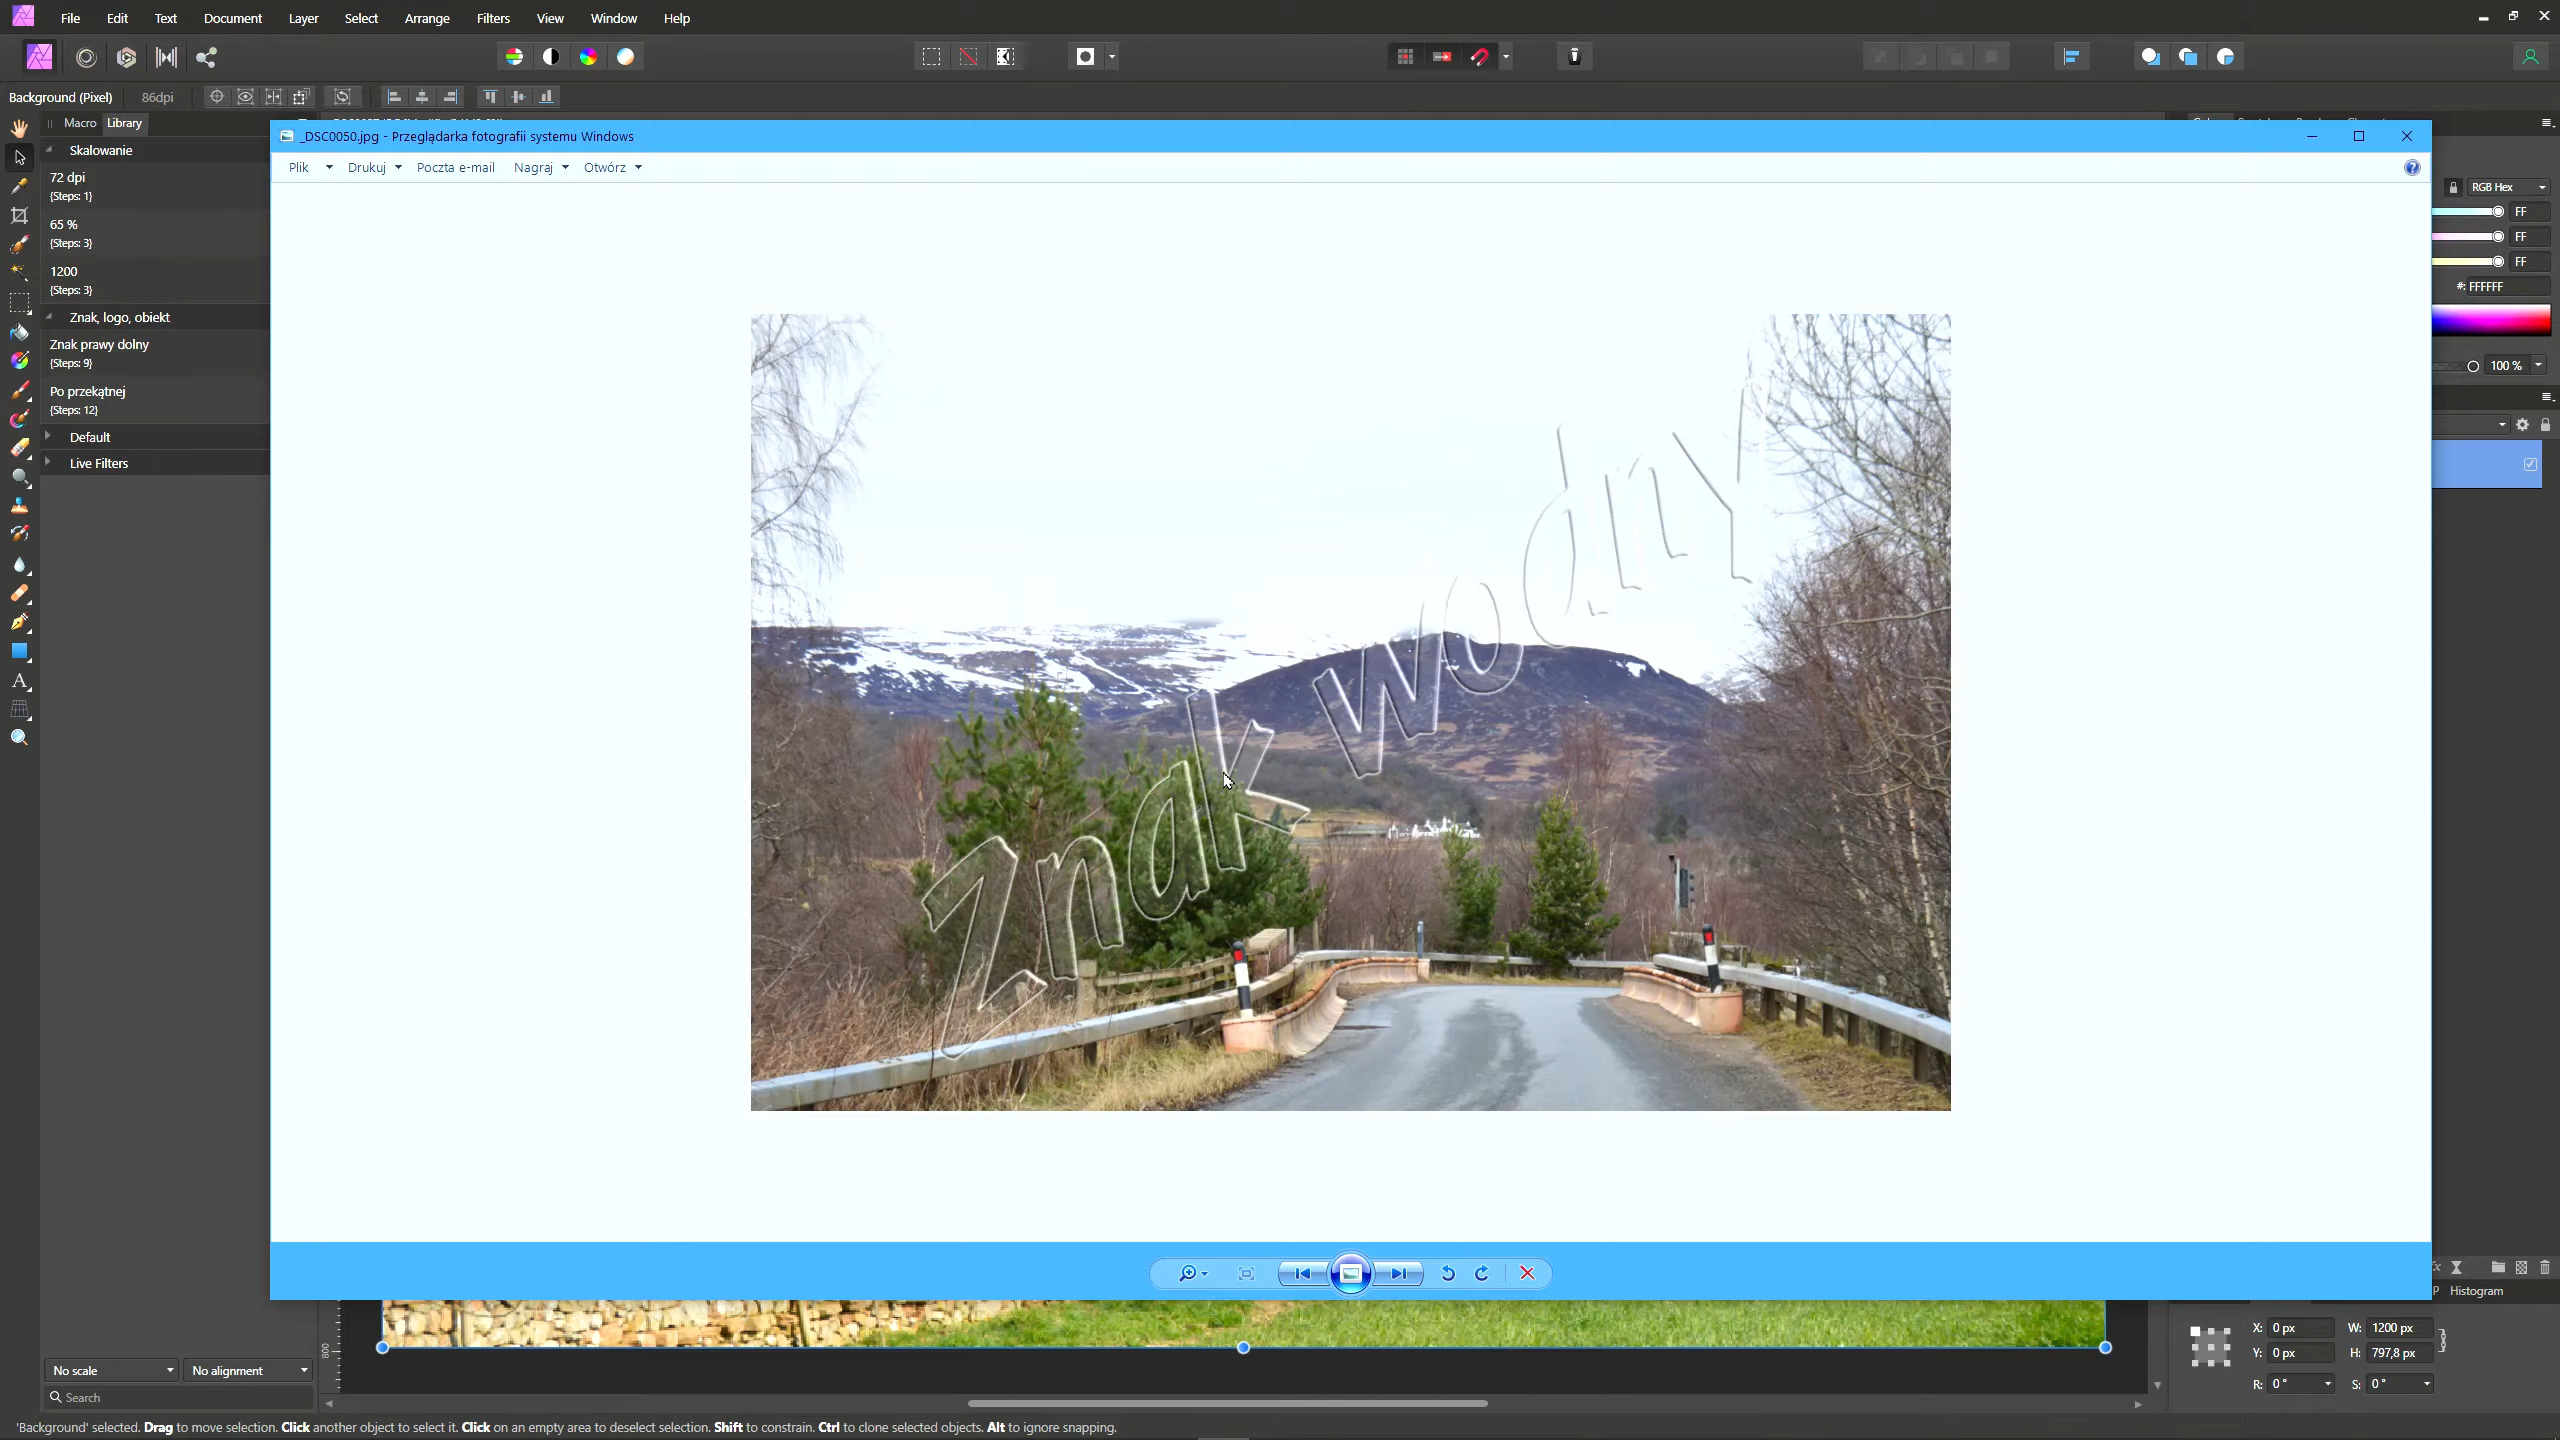 File Edit Text Document Layer Select Arrange Filters View Window Help
Background (Pixel) 86dpi
Macro Library
Skalowanie
72 dpi
{Steps: 1}
65 %
{Steps: 3}
1200
{Steps: 3}
Znak, logo, obiekt
Znak prawy dolny
{Steps: 9}
Po przekątnej
{Steps: 12}
Default
Live Filters
_DSC0050.jpg - Przeglądarka fotografii systemu Windows
Plik Drukuj Poczta e-mail Nagraj Otwórz
Znak wodny
RGB Hex
FF
FF
FF
#: FFFFFF
100 %
Histogram
X: 0 px W: 1200 px
Y: 0 px H: 797,8 px
R: 0 ° S: 0 °
800
No scale No alignment
Search
'Background' selected. Drag to move selection. Click another object to select it. Click on an empty area to deselect selection. Shift to constrain. Ctrl to clone selected objects. Alt to ignore snapping.